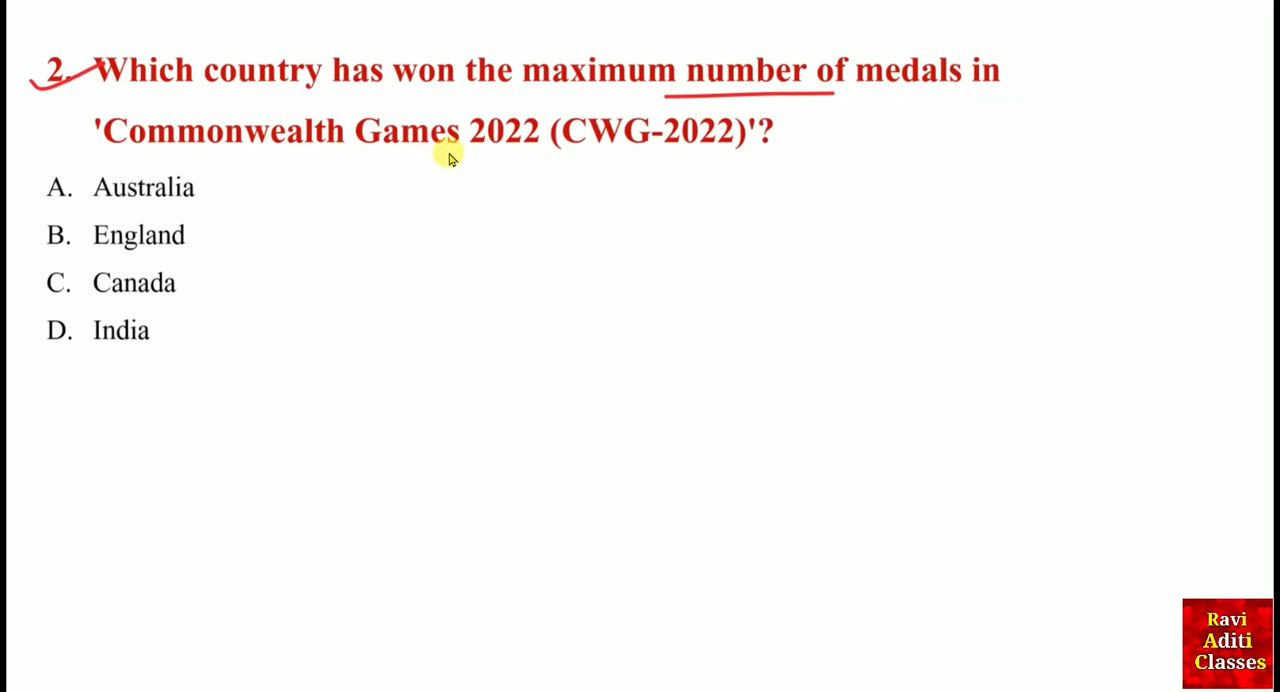 2. Which country has won the maximum number of medals in
'Commonwealth Games 2022 (CWG-2022)'?
A. Australia
B. England
C. Canada
D. India
Ravi
Aditi
Classes